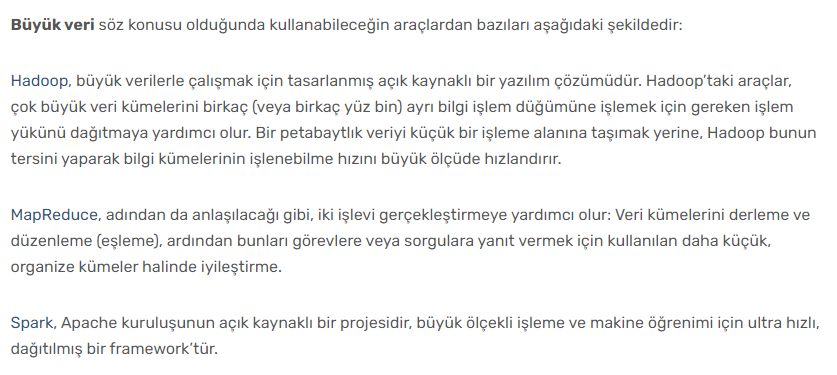 Büyük veri söz konusu olduğunda kullanabileceğin araçlardan bazıları aşağıdaki şekildedir:
Hadoop, büyük verilerle çalışmak için tasarlanmış açık kaynaklı bir yazılım çözümüdür. Hadoop’taki araçlar,
çok büyük veri kümelerini birkaç (veya birkaç yüz bin) ayrı bilgi işlem düğümüne işlemek için gereken işlem
yükünü dağıtmaya yardımcı olur. Bir petabaytlık veriyi küçük bir işleme alanına taşımak yerine, Hadoop bunun
tersini yaparak bilgi kümelerinin işlenebilme hızını büyük ölçüde hızlandırır.
MapReduce, adından da anlaşılacağı gibi, iki işlevi gerçekleştirmeye yardımcı olur: Veri kümelerini derleme ve
düzenleme (eşleme), ardından bunları görevlere veya sorgulara yanıt vermek için kullanılan daha küçük,
organize kümeler halinde iyileştirme.
Spark, Apache kuruluşunun açık kaynaklı bir projesidir, büyük ölçekli işleme ve makine öğrenimi için ultra hızlı,
dağıtılmış bir framework’tür.